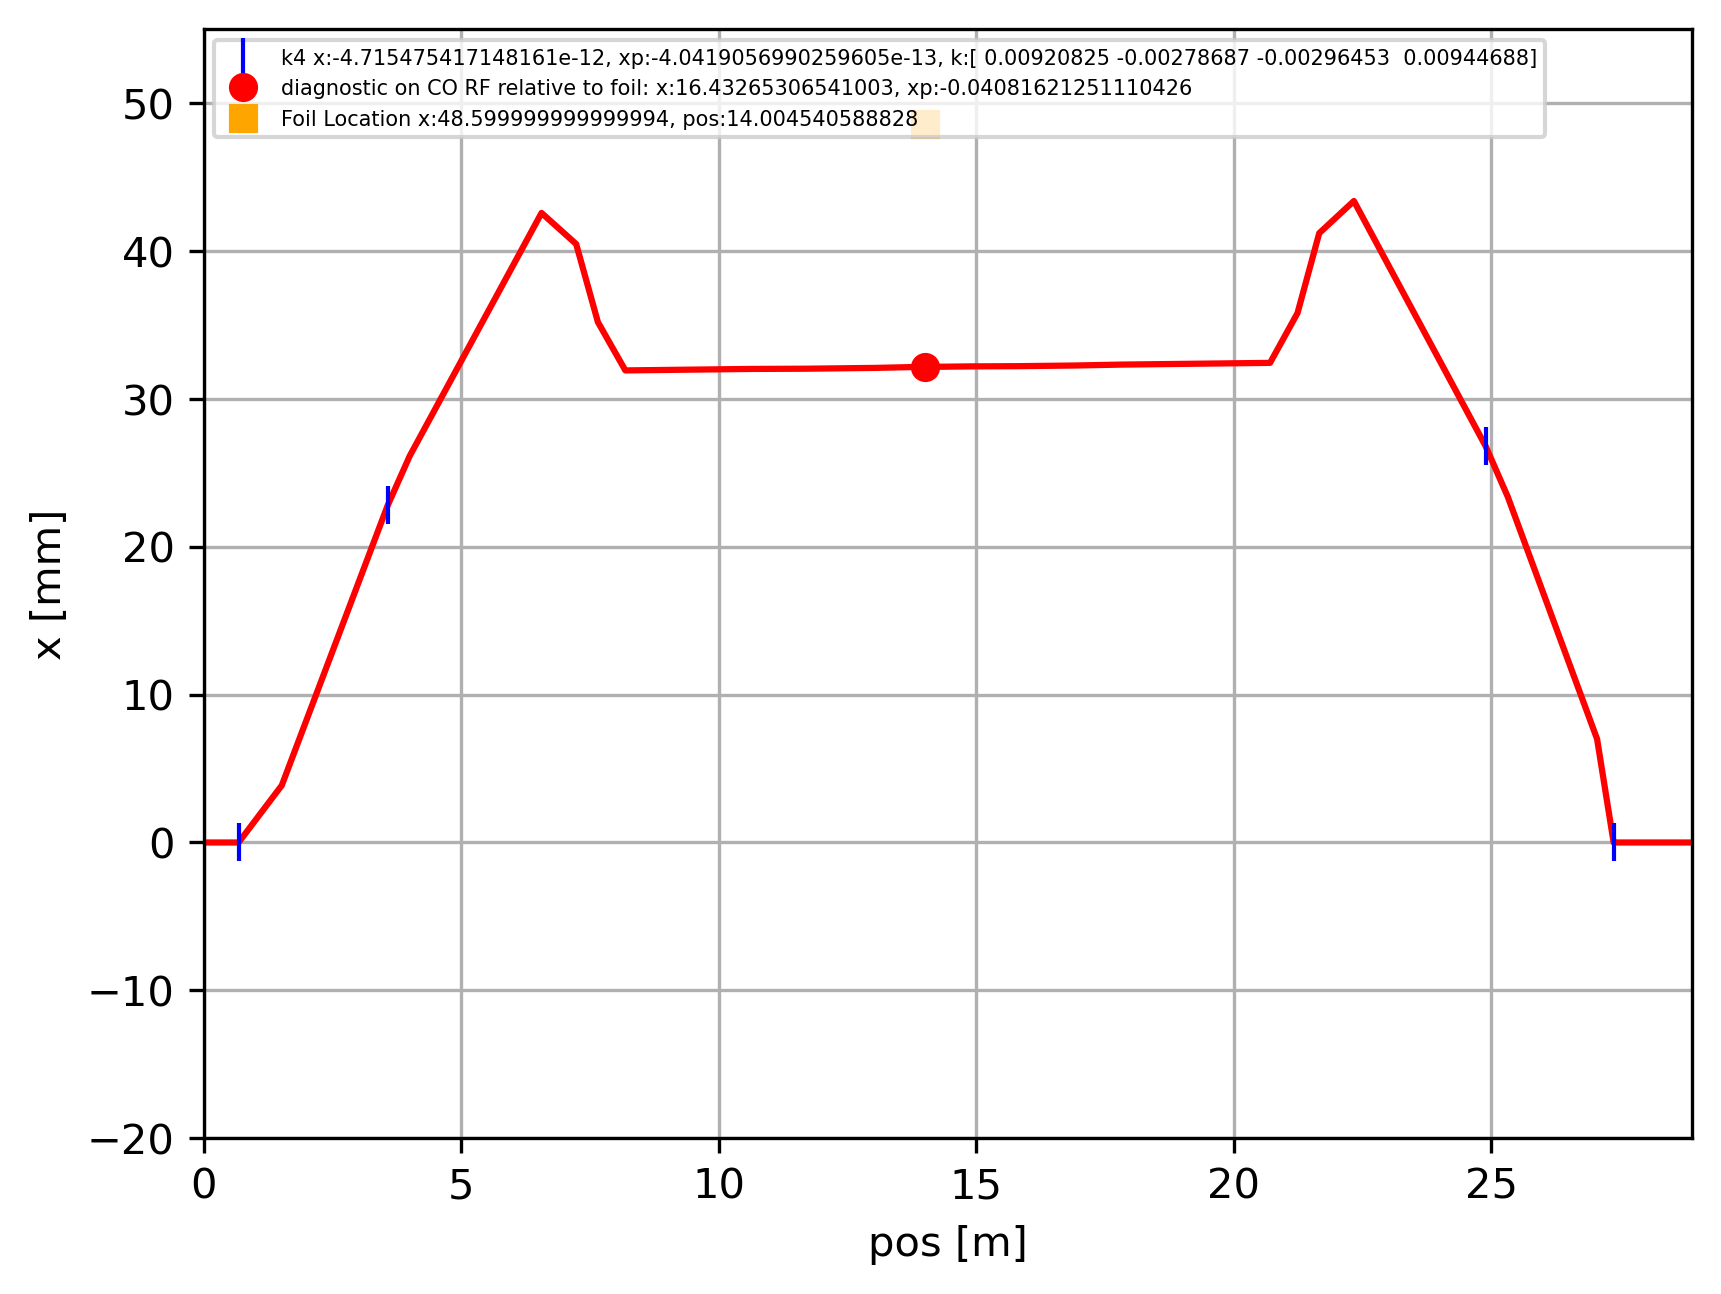 k4 x:-4.715475417148161e-12, xp:-4.0419056990259605e-13, k:[ 0.00920825 -0.00278687 -0.00296453  0.00944688]
diagnostic on CO RF relative to foil: x:16.43265306541003, xp:-0.04081621251110426
Foil Location x:48.599999999999994, pos:14.004540588828
50
40
30
20
10
0
−10
−20
x [mm]
0 5 10 15 20 25
pos [m]